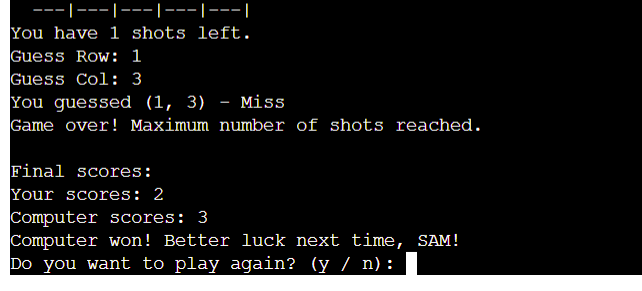 ---|---|---|---|---|
You have 1 shots left.
Guess Row: 1
Guess Col: 3
You guessed (1, 3) - Miss
Game over! Maximum number of shots reached.
Final scores:
Your scores: 2
Computer scores: 3
Computer won! Better luck next time, SAM!
Do you want to play again? (y / n):